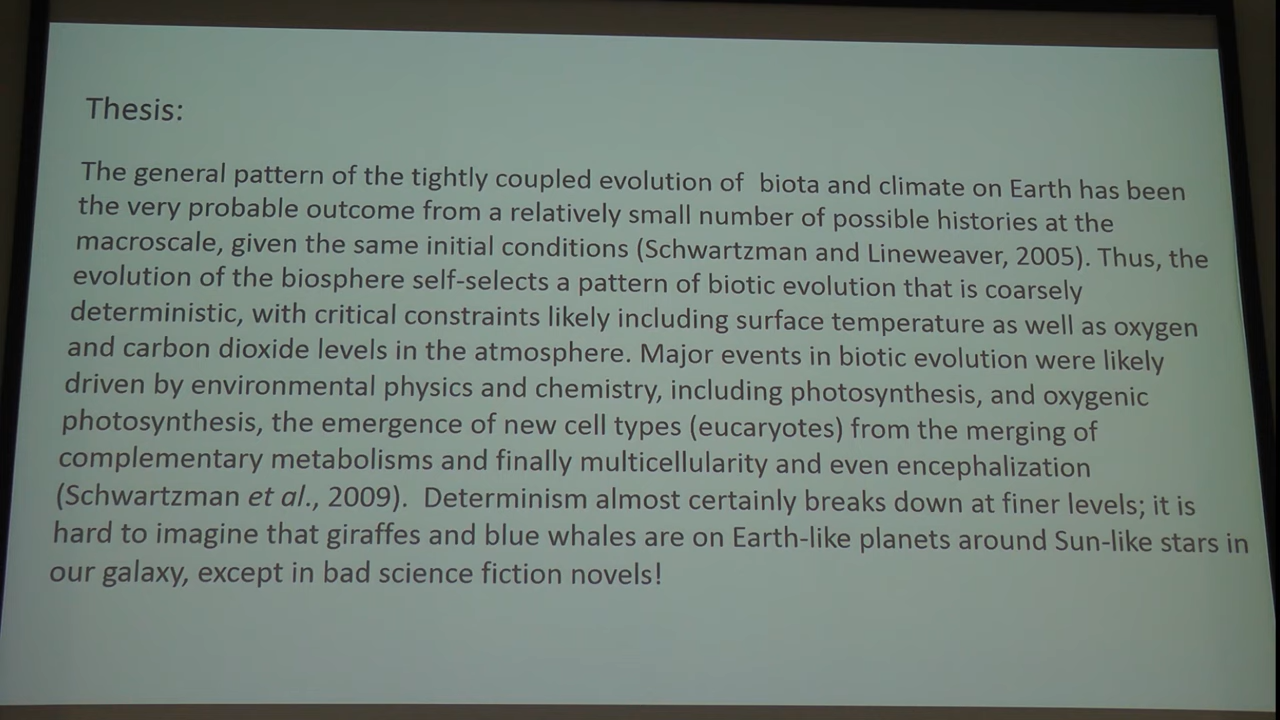 Thesis:
The general pattern of the tightly coupled evolution of  biota and climate on Earth has been
the very probable outcome from a relatively small number of possible histories at the
macroscale, given the same initial conditions (Schwartzman and Lineweaver, 2005). Thus, the
evolution of the biosphere self-selects a pattern of biotic evolution that is coarsely
deterministic, with critical constraints likely including surface temperature as well as oxygen
and carbon dioxide levels in the atmosphere. Major events in biotic evolution were likely
driven by environmental physics and chemistry, including photosynthesis, and oxygenic
photosynthesis, the emergence of new cell types (eucaryotes) from the merging of
complementary metabolisms and finally multicellularity and even encephalization
(Schwartzman et al., 2009).  Determinism almost certainly breaks down at finer levels; it is
hard to imagine that giraffes and blue whales are on Earth-like planets around Sun-like stars in
our galaxy, except in bad science fiction novels!